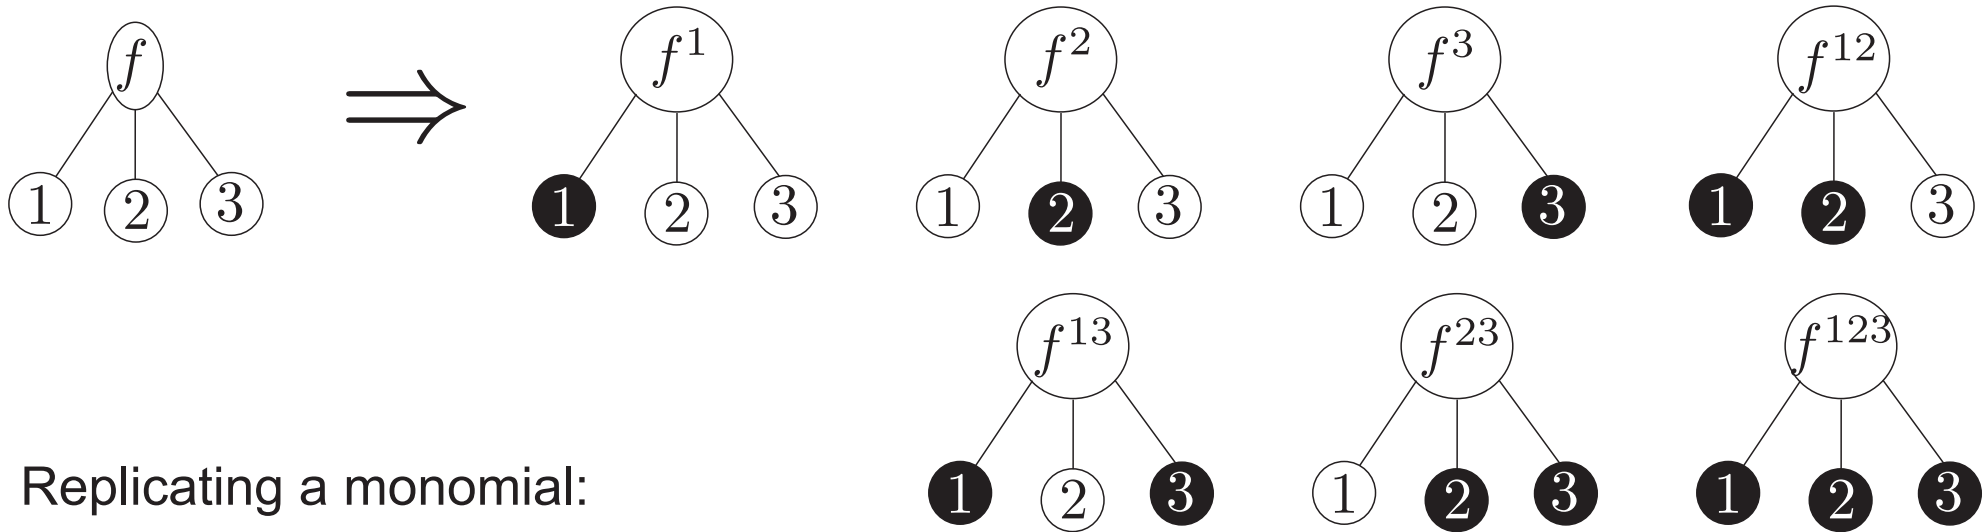 f ⟹ f^1 f^2 f^3 f^12
1 2 3 1 2 3 1 2 3 1 2 3 1 2 3
f^13 f^23 f^123
Replicating a monomial: 1 2 3 1 2 3 1 2 3